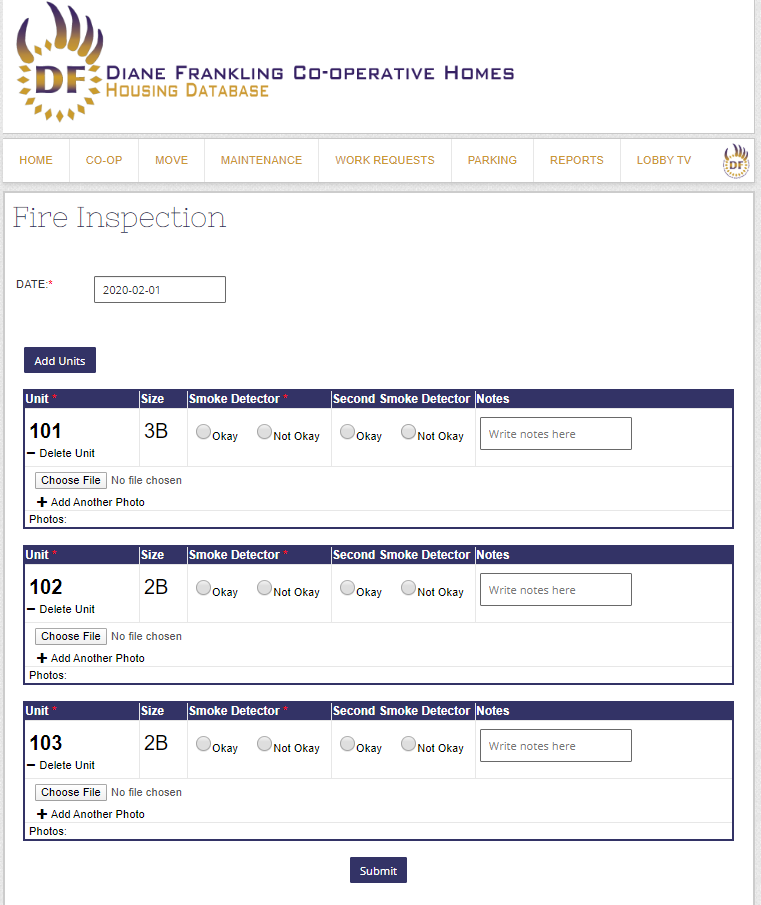 DF DIANE FRANKLING CO-OPERATIVE HOMES
HOUSING DATABASE
HOME CO-OP MOVE MAINTENANCE WORK REQUESTS PARKING REPORTS LOBBY TV DF
Fire Inspection
DATE:* 2020-02-01
Add Units
Unit * Size Smoke Detector * Second Smoke Detector Notes
101 3B Okay Not Okay Okay Not Okay Write notes here
Delete Unit
Choose File No file chosen
Add Another Photo
Photos:
Unit * Size Smoke Detector * Second Smoke Detector Notes
102 2B Okay Not Okay Okay Not Okay Write notes here
Delete Unit
Choose File No file chosen
Add Another Photo
Photos:
Unit * Size Smoke Detector * Second Smoke Detector Notes
103 2B Okay Not Okay Okay Not Okay Write notes here
Delete Unit
Choose File No file chosen
Add Another Photo
Photos:
Submit